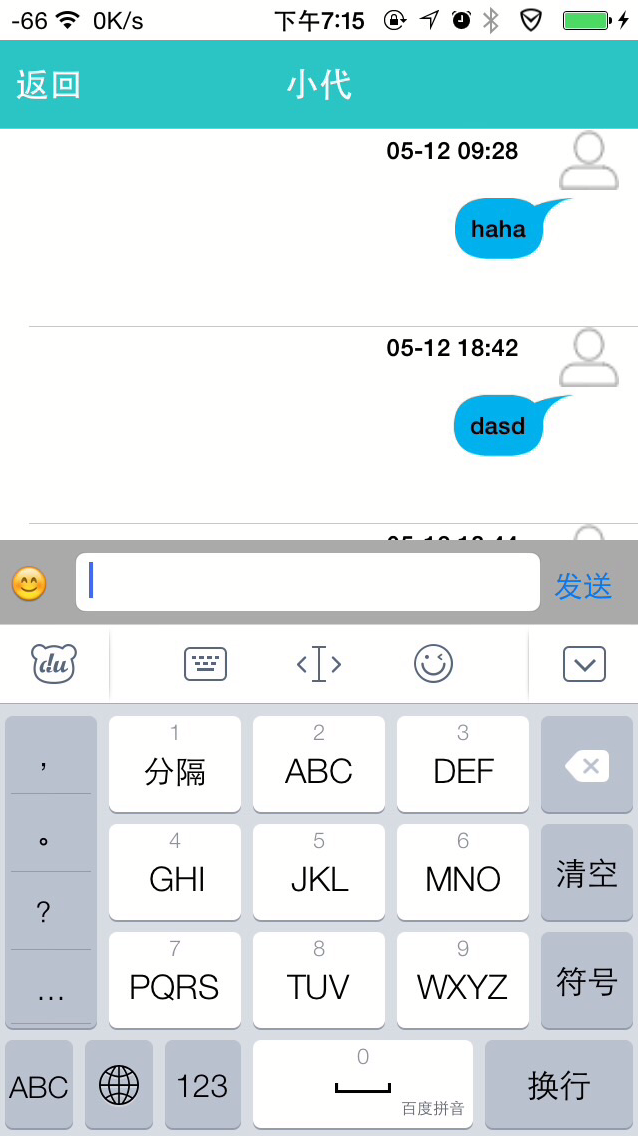 -66 0K/s 下午7:15
返回 小代
05-12 09:28
haha
05-12 18:42
dasd
发送
du
1 2 3
， 分隔 ABC DEF
4 5 6
。 GHI JKL MNO 清空
？
7 8 9
… PQRS TUV WXYZ 符号
0
ABC 123 换行
百度拼音